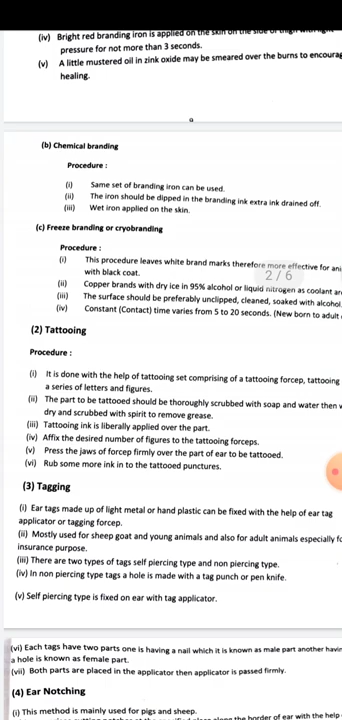 (iv) Bright red branding iron is applied on the skin on the side of thigh with light
pressure for not more than 3 seconds.
(v) A little mustered oil in zink oxide may be smeared over the burns to encourag
healing.
(b) Chemical branding
Procedure :
(i) Same set of branding iron can be used.
(ii) The iron should be dipped in the branding ink extra ink drained off.
(iii) Wet iron applied on the skin.
(c) Freeze branding or cryobranding
Procedure :
(i) This procedure leaves white brand marks therefore more effective for ani
with black coat.
2 / 6
(ii) Copper brands with dry ice in 95% alcohol or liquid nitrogen as coolant ar
(iii) The surface should be preferably unclipped, cleaned, soaked with alcohol.
(iv) Constant (Contact) time varies from 5 to 20 seconds. (New born to adult
(2) Tattooing
Procedure :
(i) It is done with the help of tattooing set comprising of a tattooing forcep, tattooing
a series of letters and figures.
(ii) The part to be tattooed should be thoroughly scrubbed with soap and water then w
dry and scrubbed with spirit to remove grease.
(iii) Tattooing ink is liberally applied over the part.
(iv) Affix the desired number of figures to the tattooing forceps.
(v) Press the jaws of forcep firmly over the part of ear to be tattooed.
(vi) Rub some more ink in to the tattooed punctures.
(3) Tagging
(i) Ear tags made up of light metal or hand plastic can be fixed with the help of ear tag
applicator or tagging forcep.
(ii) Mostly used for sheep goat and young animals and also for adult animals especially fo
insurance purpose.
(iii) There are two types of tags self piercing type and non piercing type.
(iv) In non piercing type tags a hole is made with a tag punch or pen knife.
(v) Self piercing type is fixed on ear with tag applicator.
(vi) Each tags have two parts one is having a nail which it is known as male part another havin
a hole is known as female part.
(vii) Both parts are placed in the applicator then applicator is passed firmly.
(4) Ear Notching
(i) This method is mainly used for pigs and sheep.
the border of ear with the help